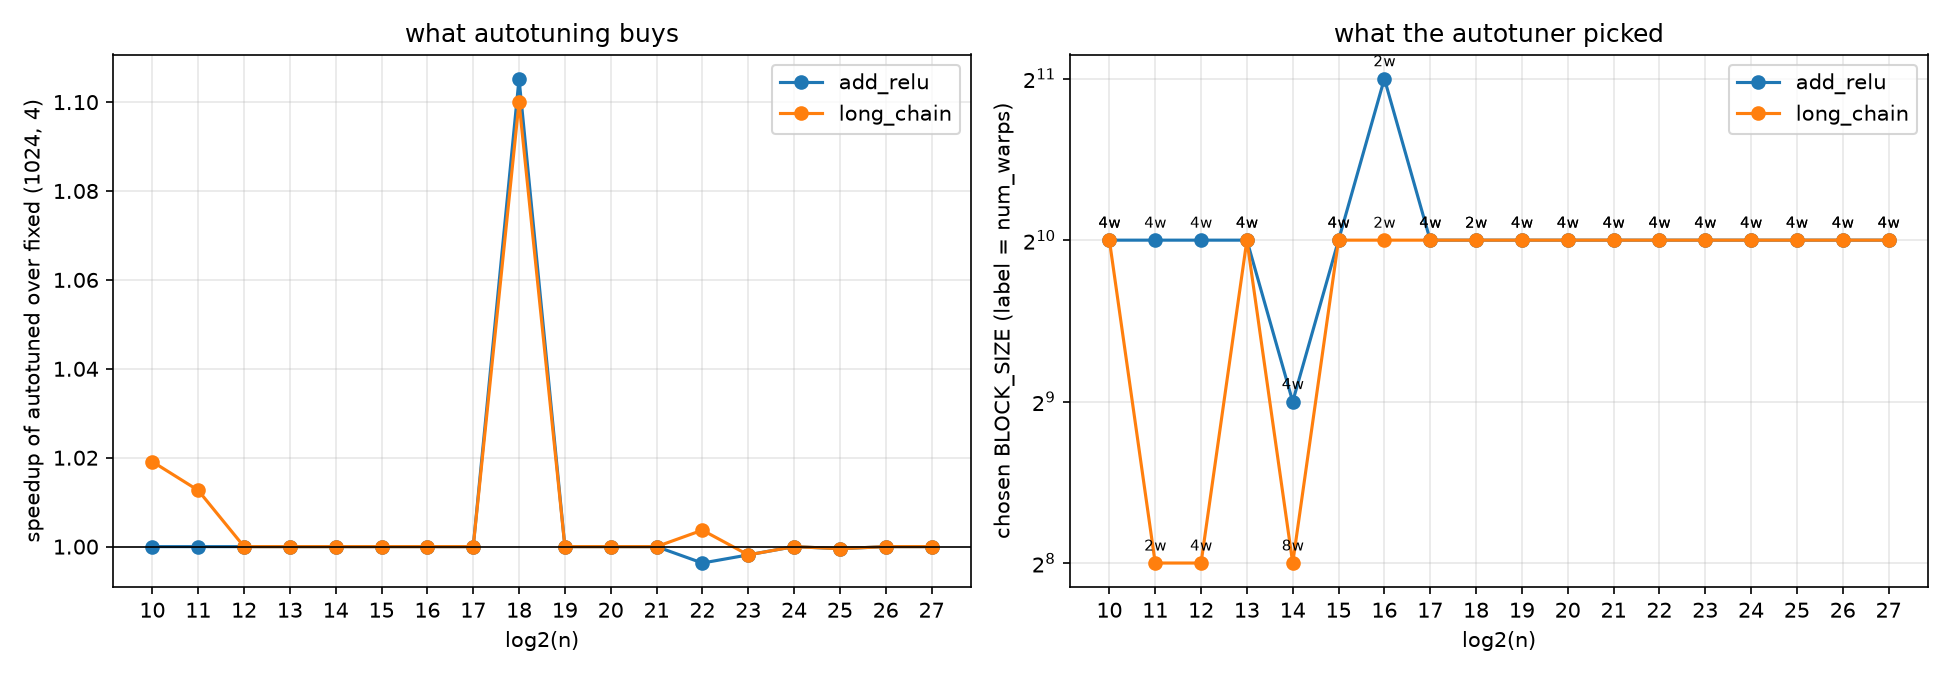 what autotuning buys
speedup of autotuned over fixed (1024, 4)
1.10
1.08
1.06
1.04
1.02
1.00
add_relu
long_chain
10 11 12 13 14 15 16 17 18 19 20 21 22 23 24 25 26 27
log2(n)
what the autotuner picked
chosen BLOCK_SIZE (label = num_warps)
2^11
2^10
2^9
2^8
add_relu
long_chain
2w
4w 4w 4w 4w 4w 2w 4w 2w 4w 4w 4w 4w 4w 4w 4w 4w 4w
4w
2w 4w 8w
10 11 12 13 14 15 16 17 18 19 20 21 22 23 24 25 26 27
log2(n)